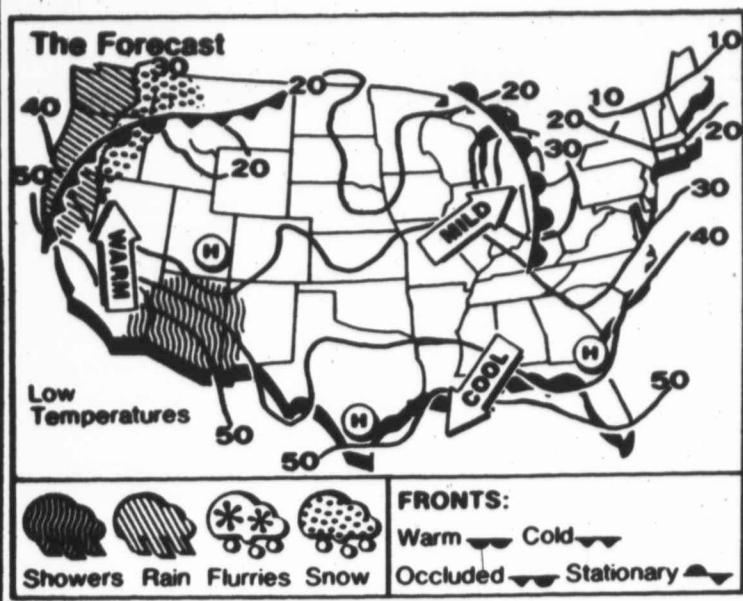 The Forecast
30
10
40
20
20
10
20
20
50
20
30
30
WARM
MILD
H
40
COOL
H
50
Low
Temperatures
50
H
50
Showers Rain Flurries Snow
FRONTS:
Warm Cold
Occluded Stationary